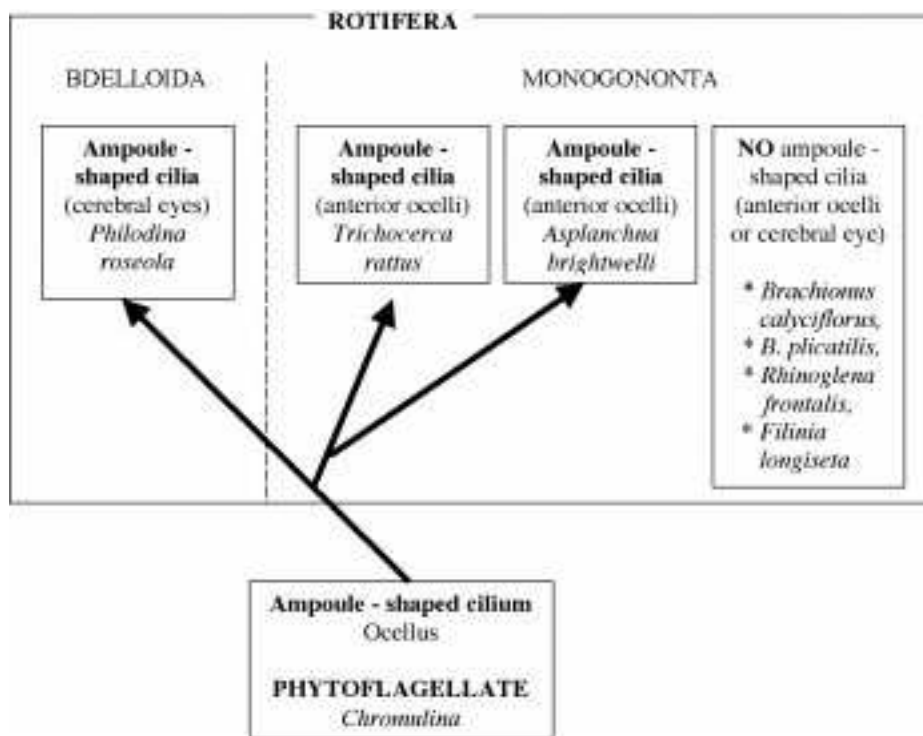 ROTIFERA
BDELLOIDA
MONOGONONTA
Ampoule -
shaped cilia
(cerebral eyes)
Philodina
roseola
Ampoule -
shaped cilia
(anterior ocelli)
Trichocerca
rattus
Ampoule -
shaped cilia
(anterior ocelli)
Asplanchna
brightwelli
NO ampoule -
shaped cilia
(anterior ocelli
or cerebral eye)
* Brachionus
calyciflorus,
* B. plicatilis,
* Rhinoglena
frontalis,
* Filinia
longiseta
Ampoule - shaped cilium
Ocellus
PHYTOFLAGELLATE
Chromulina